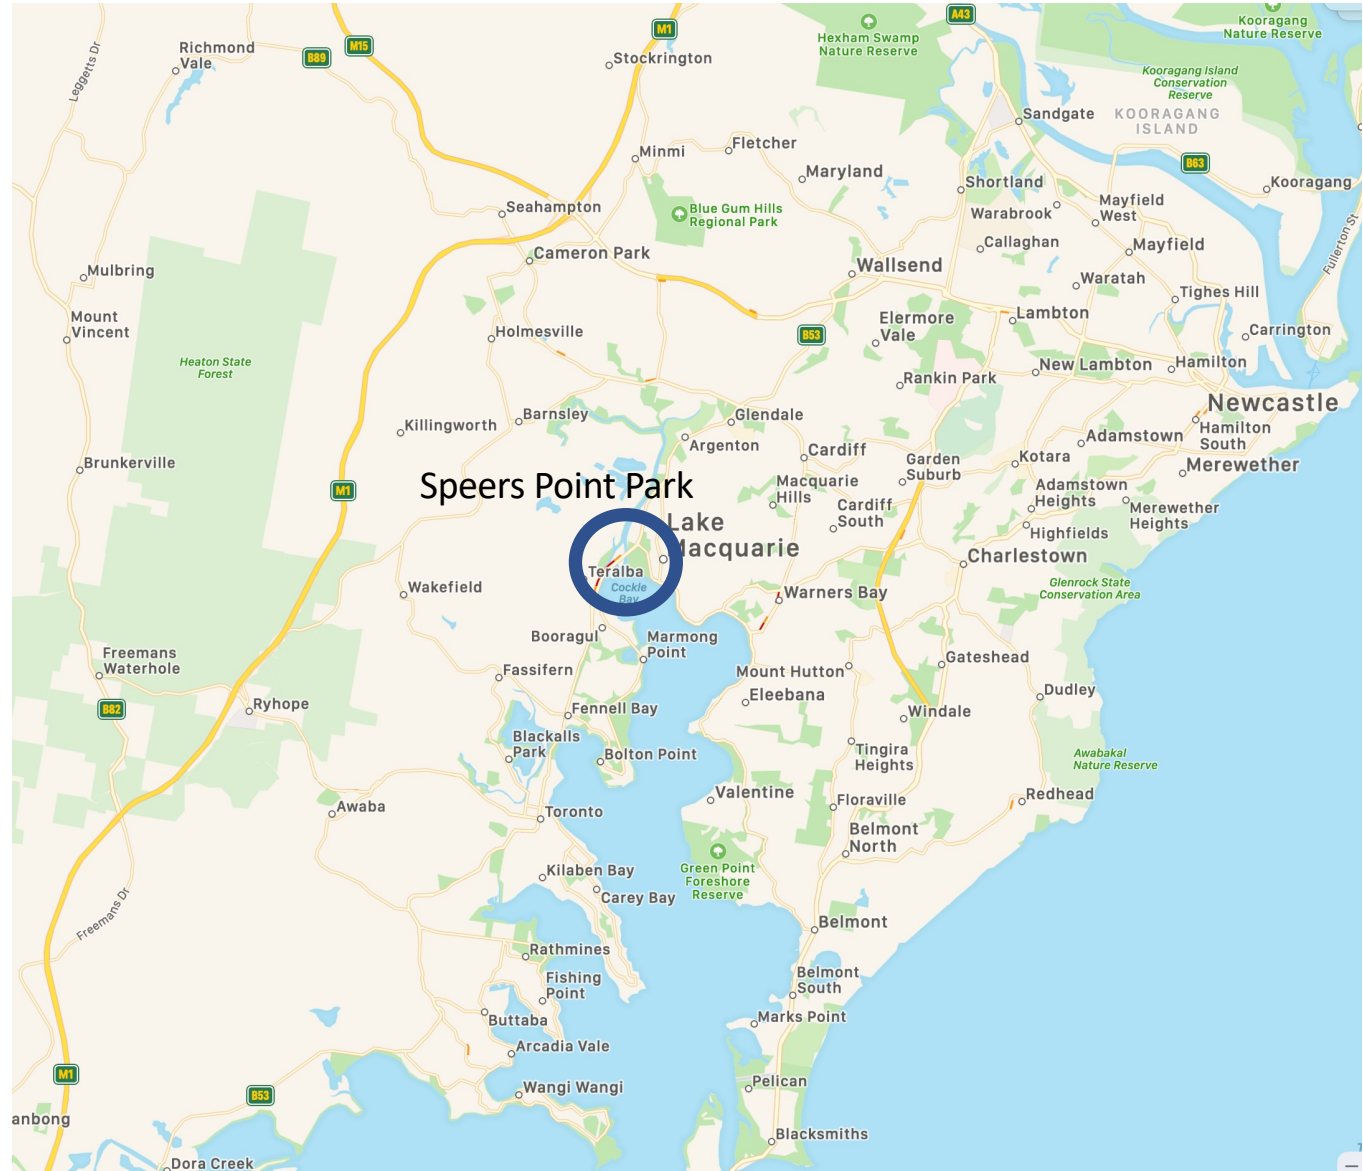 A43
Kooragang
Nature Reserve
M1
Hexham Swamp
Nature Reserve
Richmond
Vale
M15
B89
Leggetts Dr
Stockrington
Kooragang Island
Conservation
Reserve
Sandgate
KOORAGANG
ISLAND
Fletcher
Minmi
Maryland
B63
Shortland
Kooragang
Seahampton
Blue Gum Hills
Regional Park
Warabrook
Mayfield
West
Callaghan
Mayfield
Fullerton St
Cameron Park
Wallsend
Mulbring
Waratah
Tighes Hill
Mount
Vincent
Holmesville
B53
Elermore
Vale
Lambton
Carrington
Heaton State
Forest
Rankin Park
New Lambton
Hamilton
Newcastle
Killingworth
Barnsley
Glendale
Argenton
Cardiff
Adamstown
Hamilton
South
Brunkerville
Garden
Suburb
Kotara
Merewether
M1
Speers Point Park
Macquarie
Hills
Adamstown
Heights
Merewether
Heights
Cardiff
South
Lake
Macquarie
Highfields
Charlestown
Teralba
Cockle
Bay
Wakefield
Warners Bay
Glenrock State
Conservation Area
Booragul
Marmong
Point
Freemans
Waterhole
Fassifern
Mount Hutton
Gateshead
Eleebana
Dudley
B82
Ryhope
Fennell Bay
Windale
Blackalls
Park
Bolton Point
Tingira
Heights
Awabakal
Nature Reserve
Awaba
Toronto
Valentine
Floraville
Redhead
Belmont
North
Kilaben Bay
Green Point
Foreshore
Reserve
Carey Bay
Freemans Dr
Belmont
Rathmines
Fishing
Point
Belmont
South
Buttaba
Marks Point
Arcadia Vale
M1
B53
Wangi Wangi
Pelican
anbong
Blacksmiths
Dora Creek